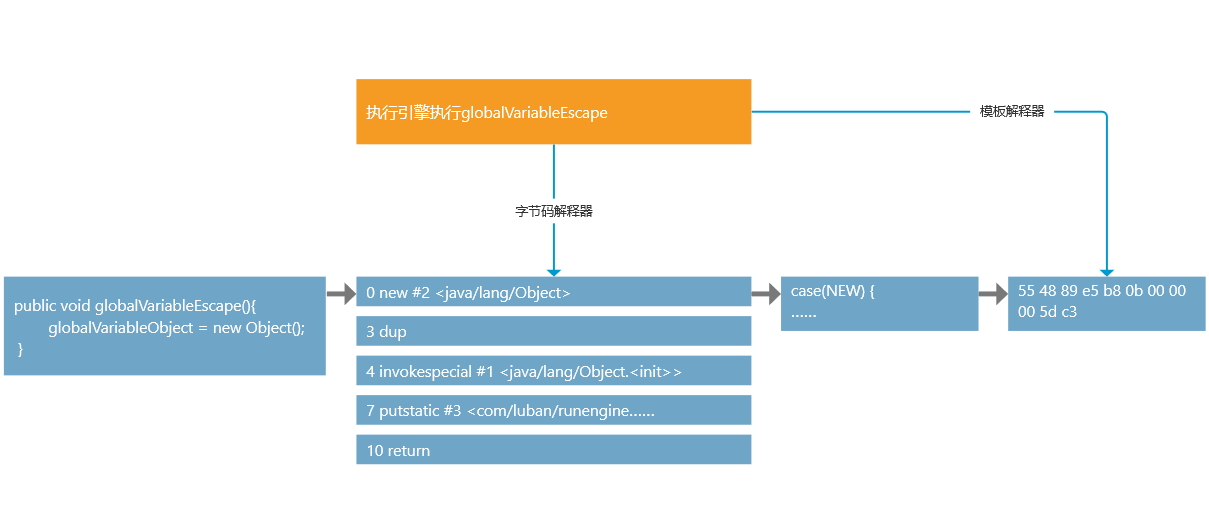 执行引擎执行globalVariableEscape
模板解释器
字节码解释器
public void globalVariableEscape(){
globalVariableObject = new Object();
}
0 new #2 <java/lang/Object>
3 dup
4 invokespecial #1 <java/lang/Object.<init>>
7 putstatic #3 <com/luban/runengine......
10 return
case(NEW) {
......
55 48 89 e5 b8 0b 00 00
00 5d c3